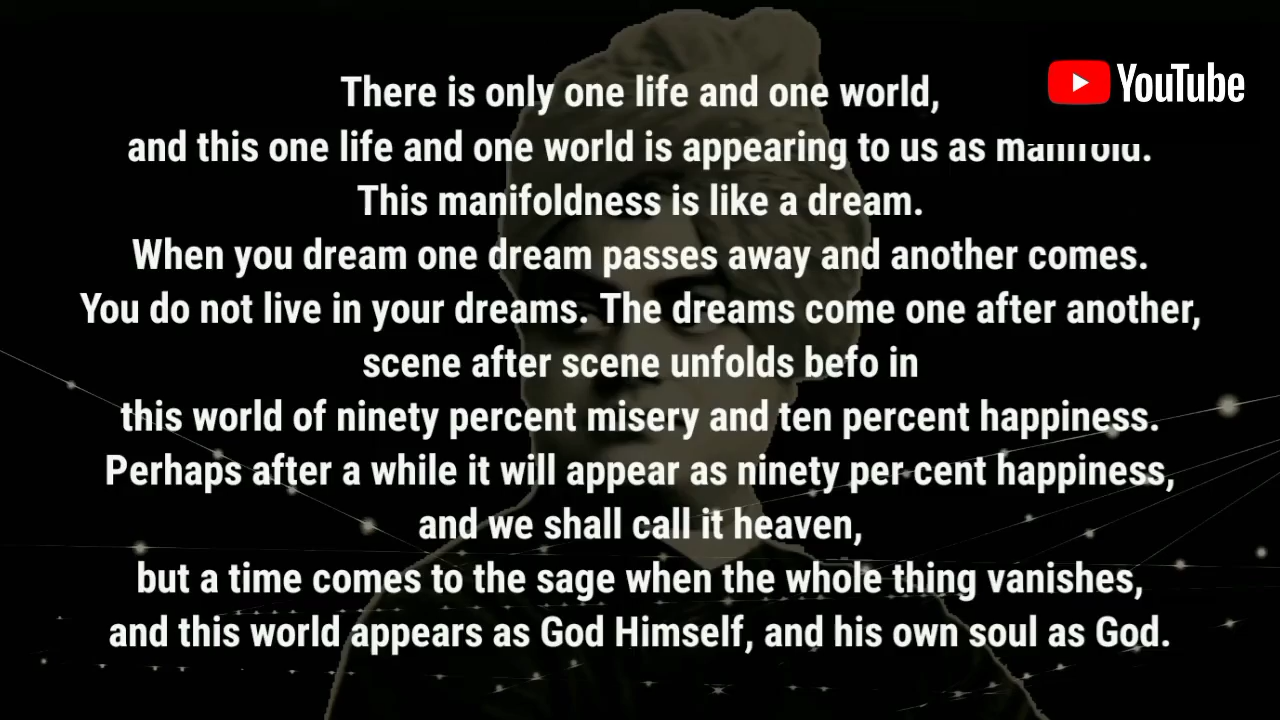 There is only one life and one world,
YouTube
and this one life and one world is appearing to us as manifold.
This manifoldness is like a dream.
When you dream one dream passes away and another comes.
You do not live in your dreams. The dreams come one after another,
scene after scene unfolds befo in
this world of ninety percent misery and ten percent happiness.
Perhaps after a while it will appear as ninety per cent happiness,
and we shall call it heaven,
but a time comes to the sage when the whole thing vanishes,
and this world appears as God Himself, and his own soul as God.